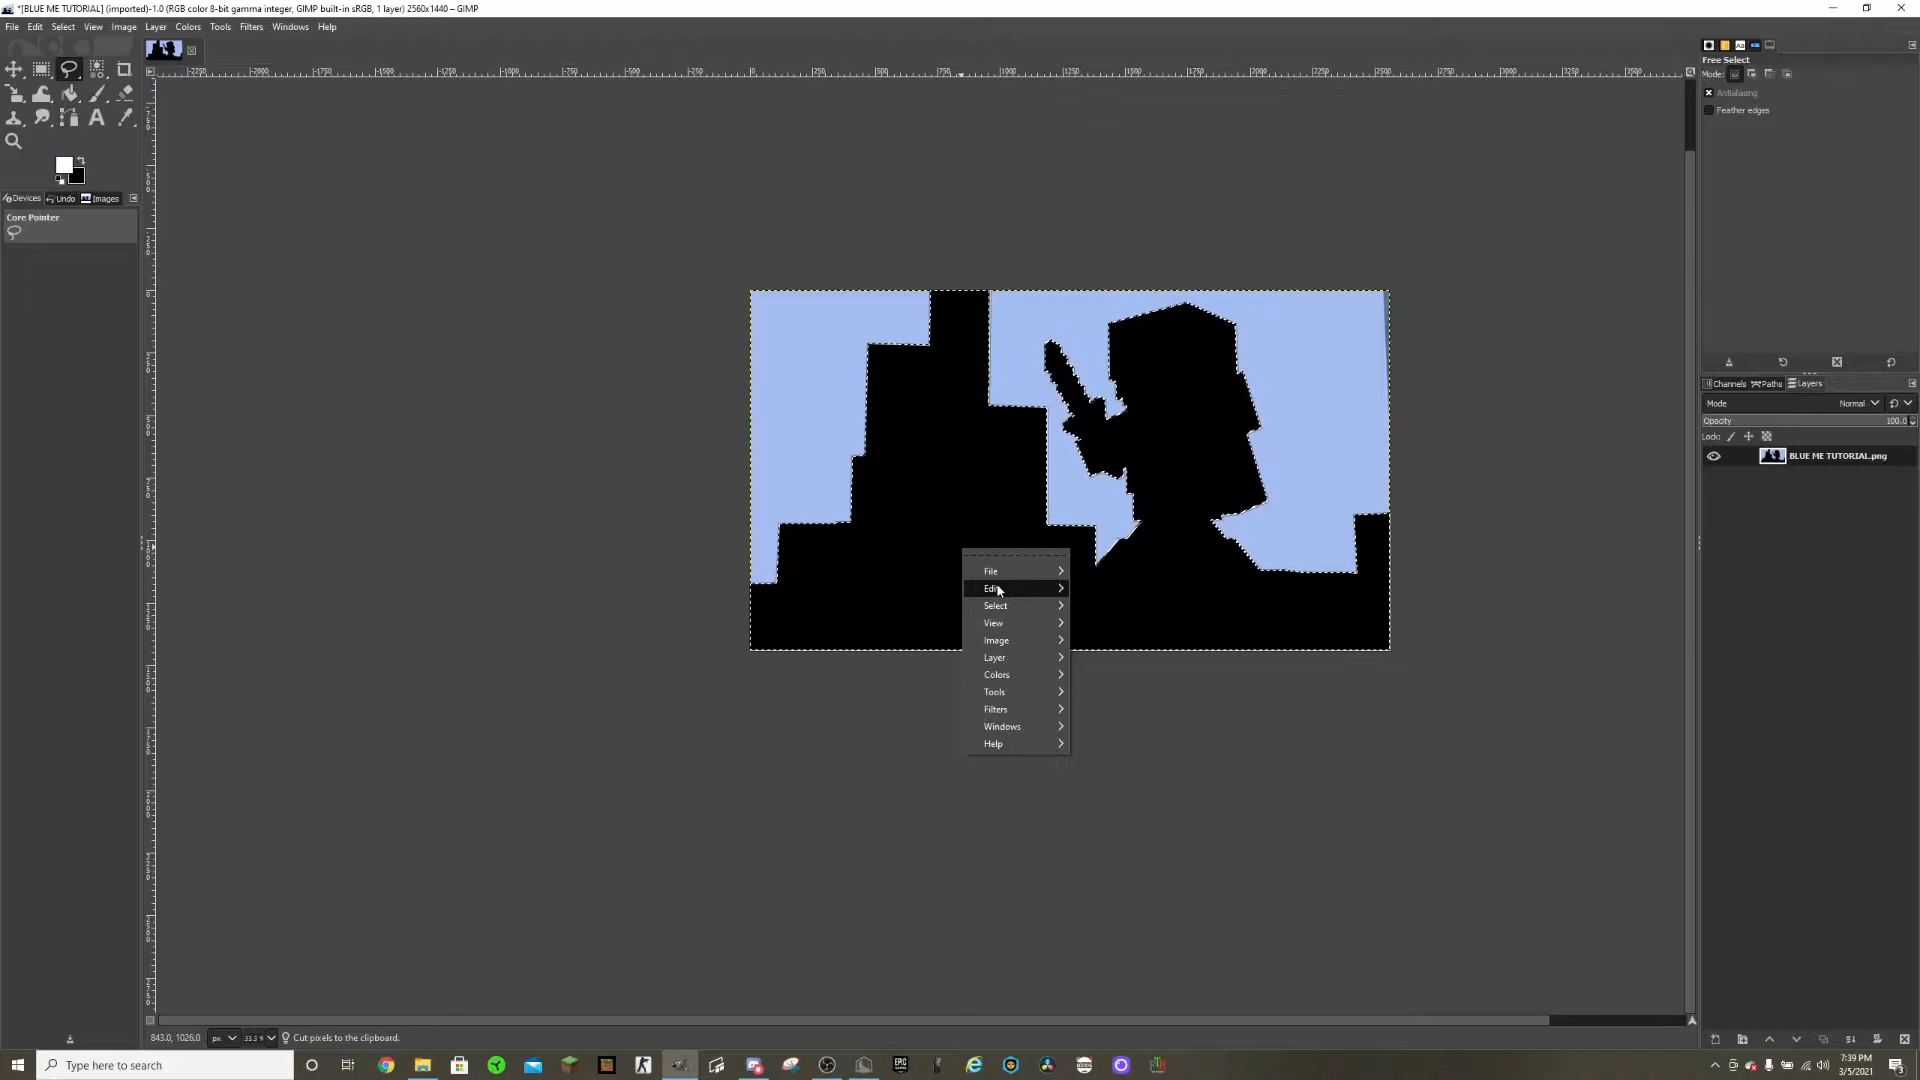 *[BLUE ME TUTORIAL] (imported)-1.0 (RGB color 8-bit gamma integer, GIMP built-in sRGB, 1 layer) 2560x1440 – GIMP
File Edit Select View Image Layer Colors Tools Filters Windows Help
Devices Undo Images
Core Pointer
Free Select
Mode:
Antialiasing
Feather edges
Channels Paths Layers
Mode Normal
Opacity 100.0
Lock:
BLUE ME TUTORIAL.png
File
Edit
Select
View
Image
Layer
Colors
Tools
Filters
Windows
Help
843.0, 1026.0 px 33.3 % Cut pixels to the clipboard.
Type here to search
7:39 PM
3/5/2021